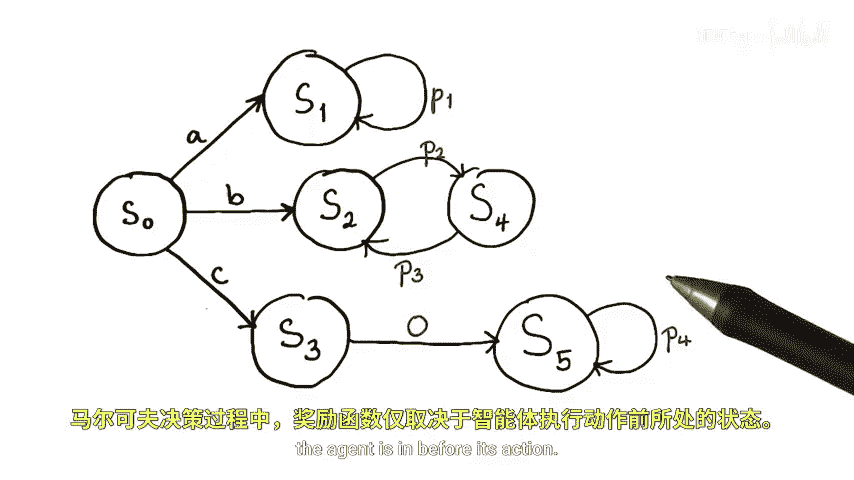 S₁
p1
a
p2
S₀
b
S₂
S₄
p3
c
S₃
O
S₅
p4
马尔可夫决策过程中，奖励函数仅取决于智能体执行动作前所处的状态。
the agent is in before its action.